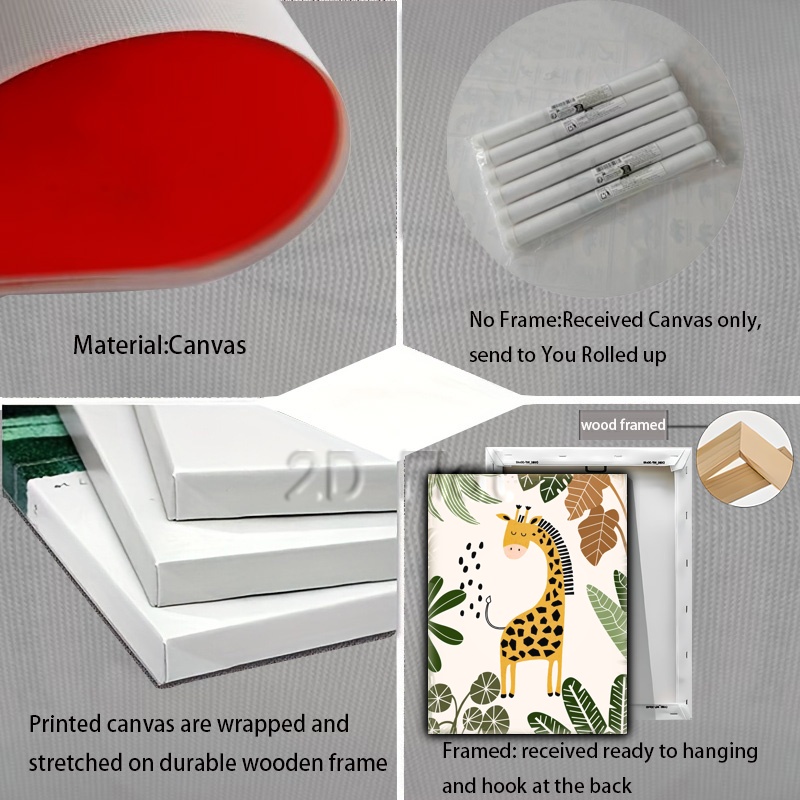 Material:Canvas
No Frame:Received Canvas only,
send to You Rolled up
wood framed
2D
Printed canvas are wrapped and
stretched on durable wooden frame
Framed: received ready to hanging
and hook at the back